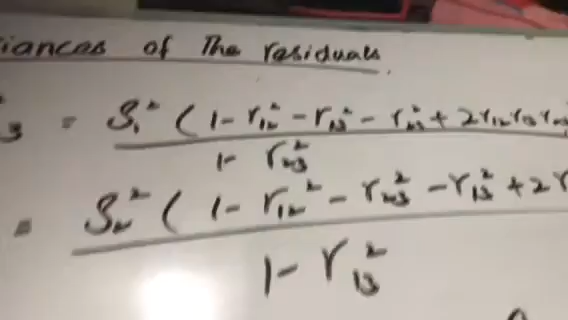 iances of The residuals
= S₁² (1 - r₁₂² - r₁₃² - r₂₃² + 2r₁₂r₁₃r
1 - r₂₃²
= S₂² (1 - r₁₂² - r₂₃² - r₁₃² + 2r
1 - r₁₃²